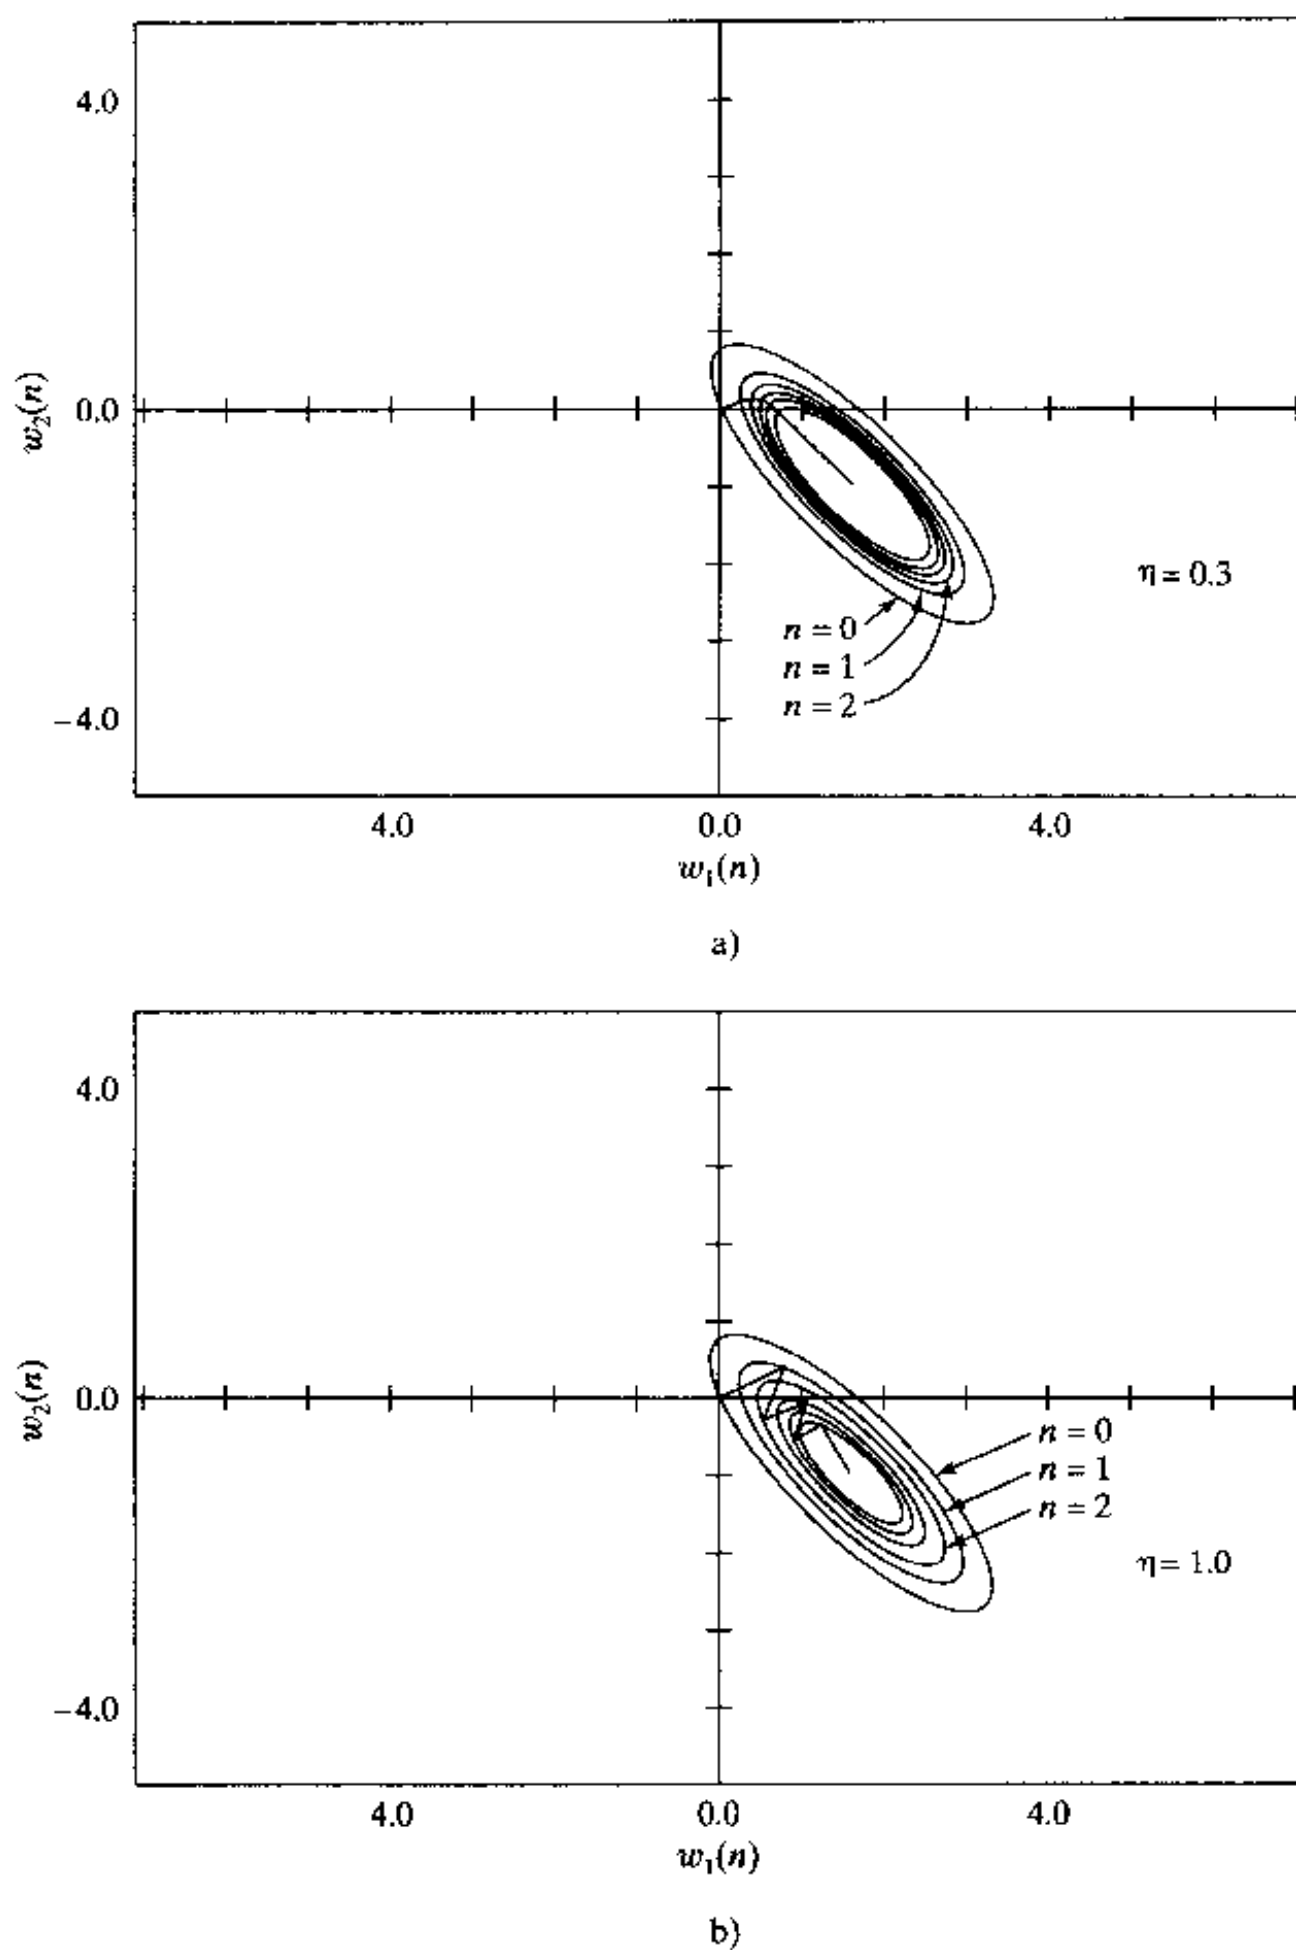 4.0
w₂(n)
0.0
η = 0.3
n = 0
n = 1
n = 2
−4.0
4.0 0.0 4.0
w₁(n)
a)
4.0
w₂(n)
0.0
n = 0
n = 1
n = 2
η = 1.0
−4.0
4.0 0.0 4.0
w₁(n)
b)